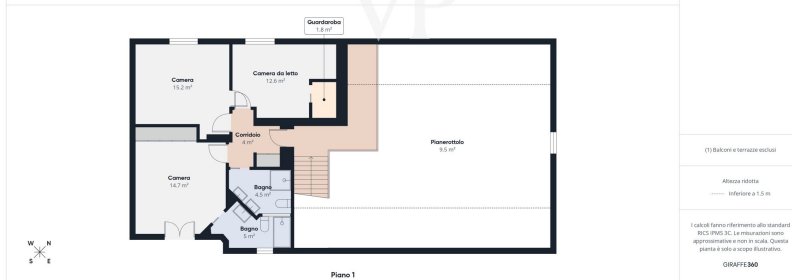 VP
Guardaroba
1.8 m²
Camera
15.2 m²
Camera da letto
12.6 m²
Corridoio
4 m²
Pianerottolo
9.5 m²
Camera
14.7 m²
Bagno
4.5 m²
Bagno
5 m²
N
W
E
S
Piano 1
(1) Balconi e terrazze esclusi
Altezza ridotta
Inferiore a 1.5 m
I calcoli fanno riferimento allo standard
RICS IPMS 3C. Le misurazioni sono
approssimative e non in scala. Questa
pianta è solo a scopo illustrativo.
GIRAFFE360